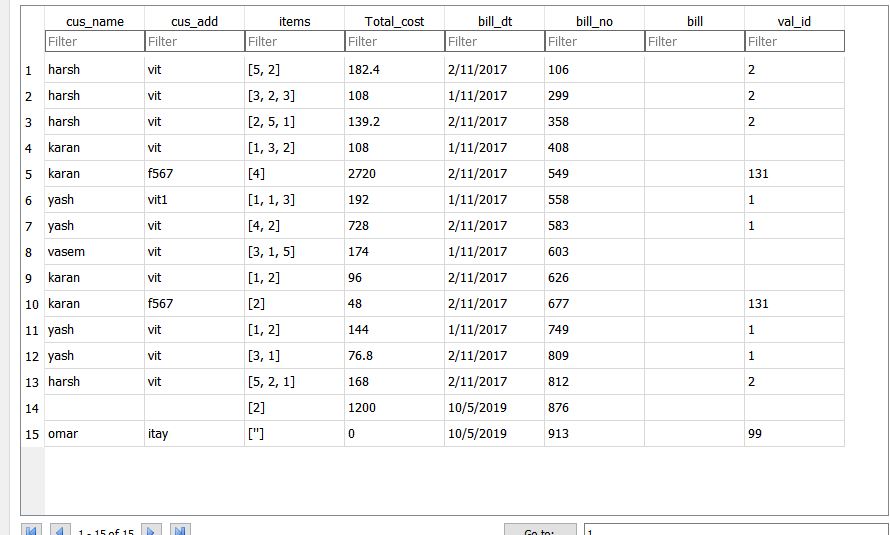 cus_name cus_add items Total_cost bill_dt bill_no bill val_id
Filter Filter Filter Filter Filter Filter Filter Filter
1 harsh vit [5, 2] 182.4 2/11/2017 106 2
2 harsh vit [3, 2, 3] 108 1/11/2017 299 2
3 harsh vit [2, 5, 1] 139.2 2/11/2017 358 2
4 karan vit [1, 3, 2] 108 1/11/2017 408
5 karan f567 [4] 2720 2/11/2017 549 131
6 yash vit1 [1, 1, 3] 192 1/11/2017 558 1
7 yash vit [4, 2] 728 2/11/2017 583 1
8 vasem vit [3, 1, 5] 174 1/11/2017 603
9 karan vit [1, 2] 96 2/11/2017 626
10 karan f567 [2] 48 2/11/2017 677 131
11 yash vit [1, 2] 144 1/11/2017 749 1
12 yash vit [3, 1] 76.8 2/11/2017 809 1
13 harsh vit [5, 2, 1] 168 2/11/2017 812 2
14 [2] 1200 10/5/2019 876
15 omar itay [''] 0 10/5/2019 913 99
1 - 15 of 15 Go to: 1